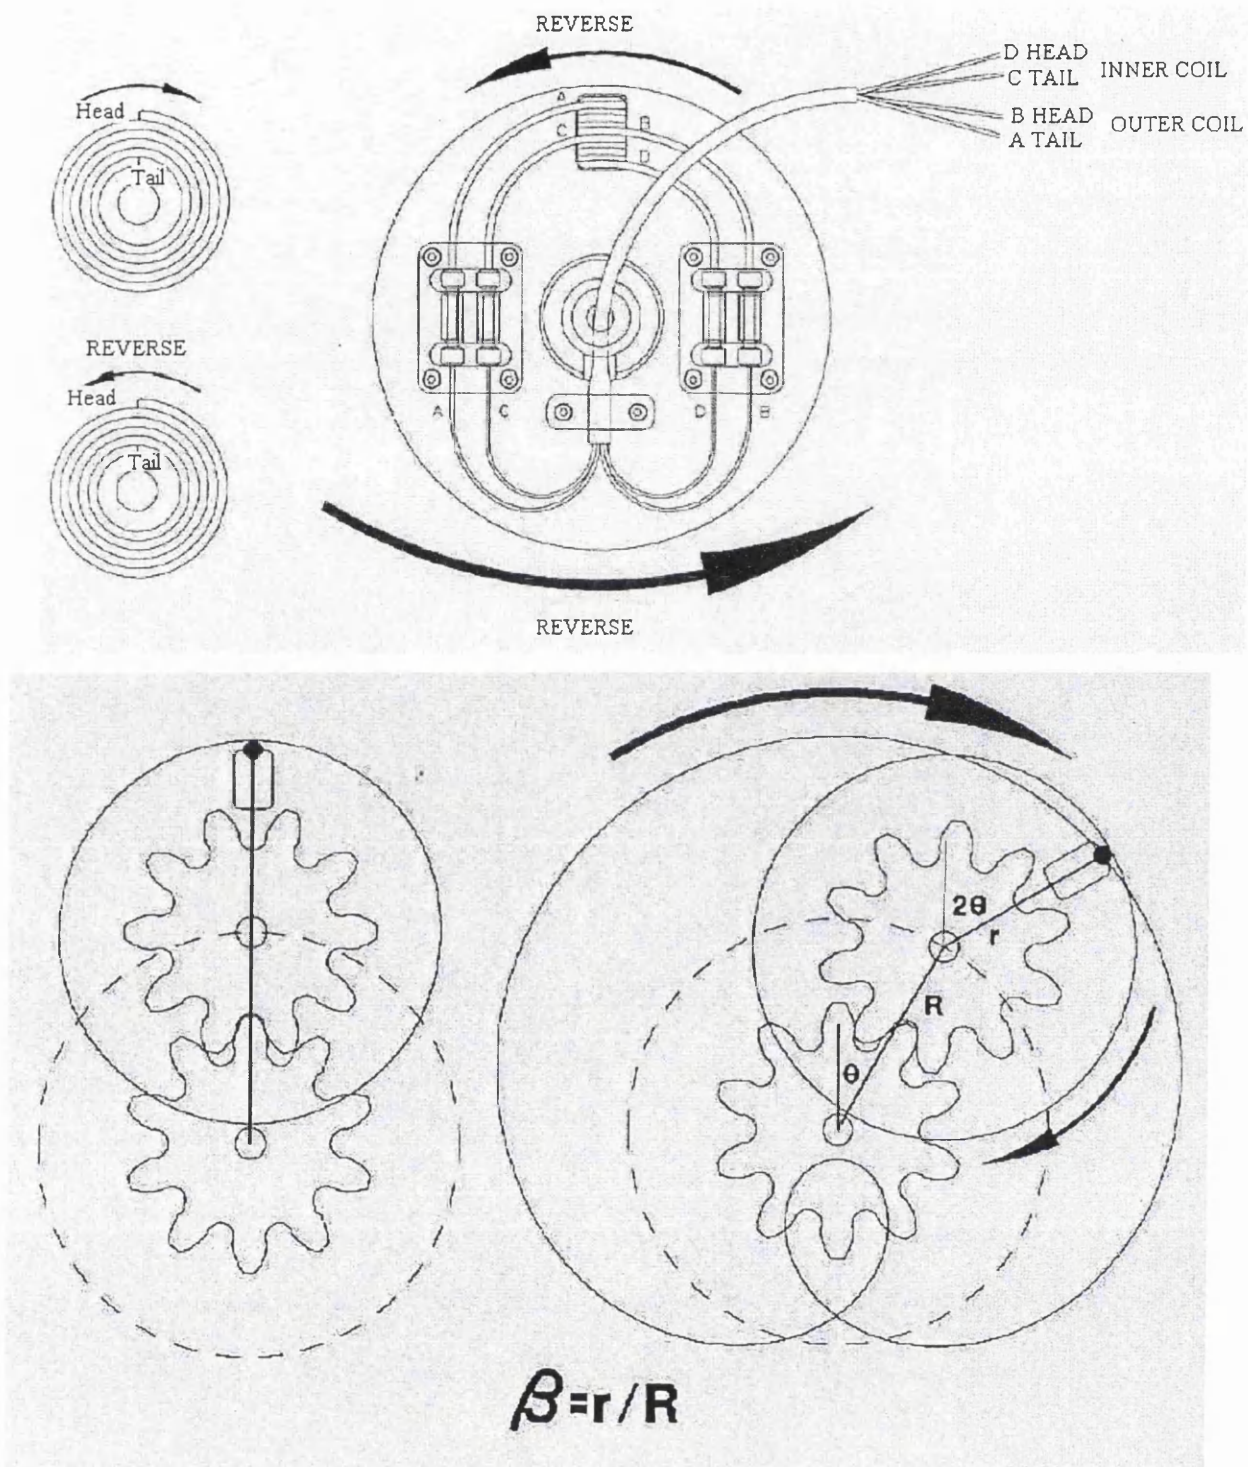 REVERSE
D HEAD
C TAIL
INNER COIL
B HEAD
A TAIL
OUTER COIL
Head
Tail
A
C
B
D
REVERSE
Head
Tail
A
C
D
B
REVERSE
2θ
r
R
θ
β=r/R